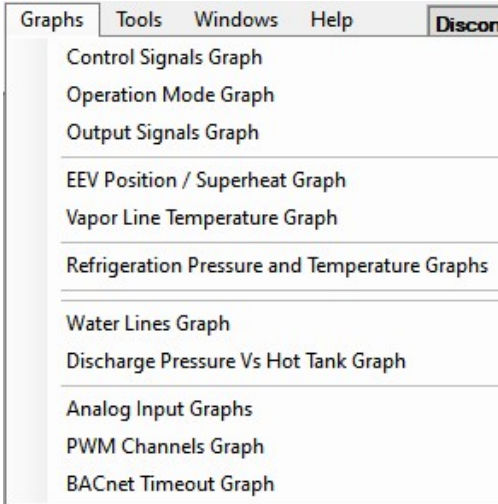 Graphs Tools Windows Help Discon
Control Signals Graph
Operation Mode Graph
Output Signals Graph
EEV Position / Superheat Graph
Vapor Line Temperature Graph
Refrigeration Pressure and Temperature Graphs
Water Lines Graph
Discharge Pressure Vs Hot Tank Graph
Analog Input Graphs
PWM Channels Graph
BACnet Timeout Graph